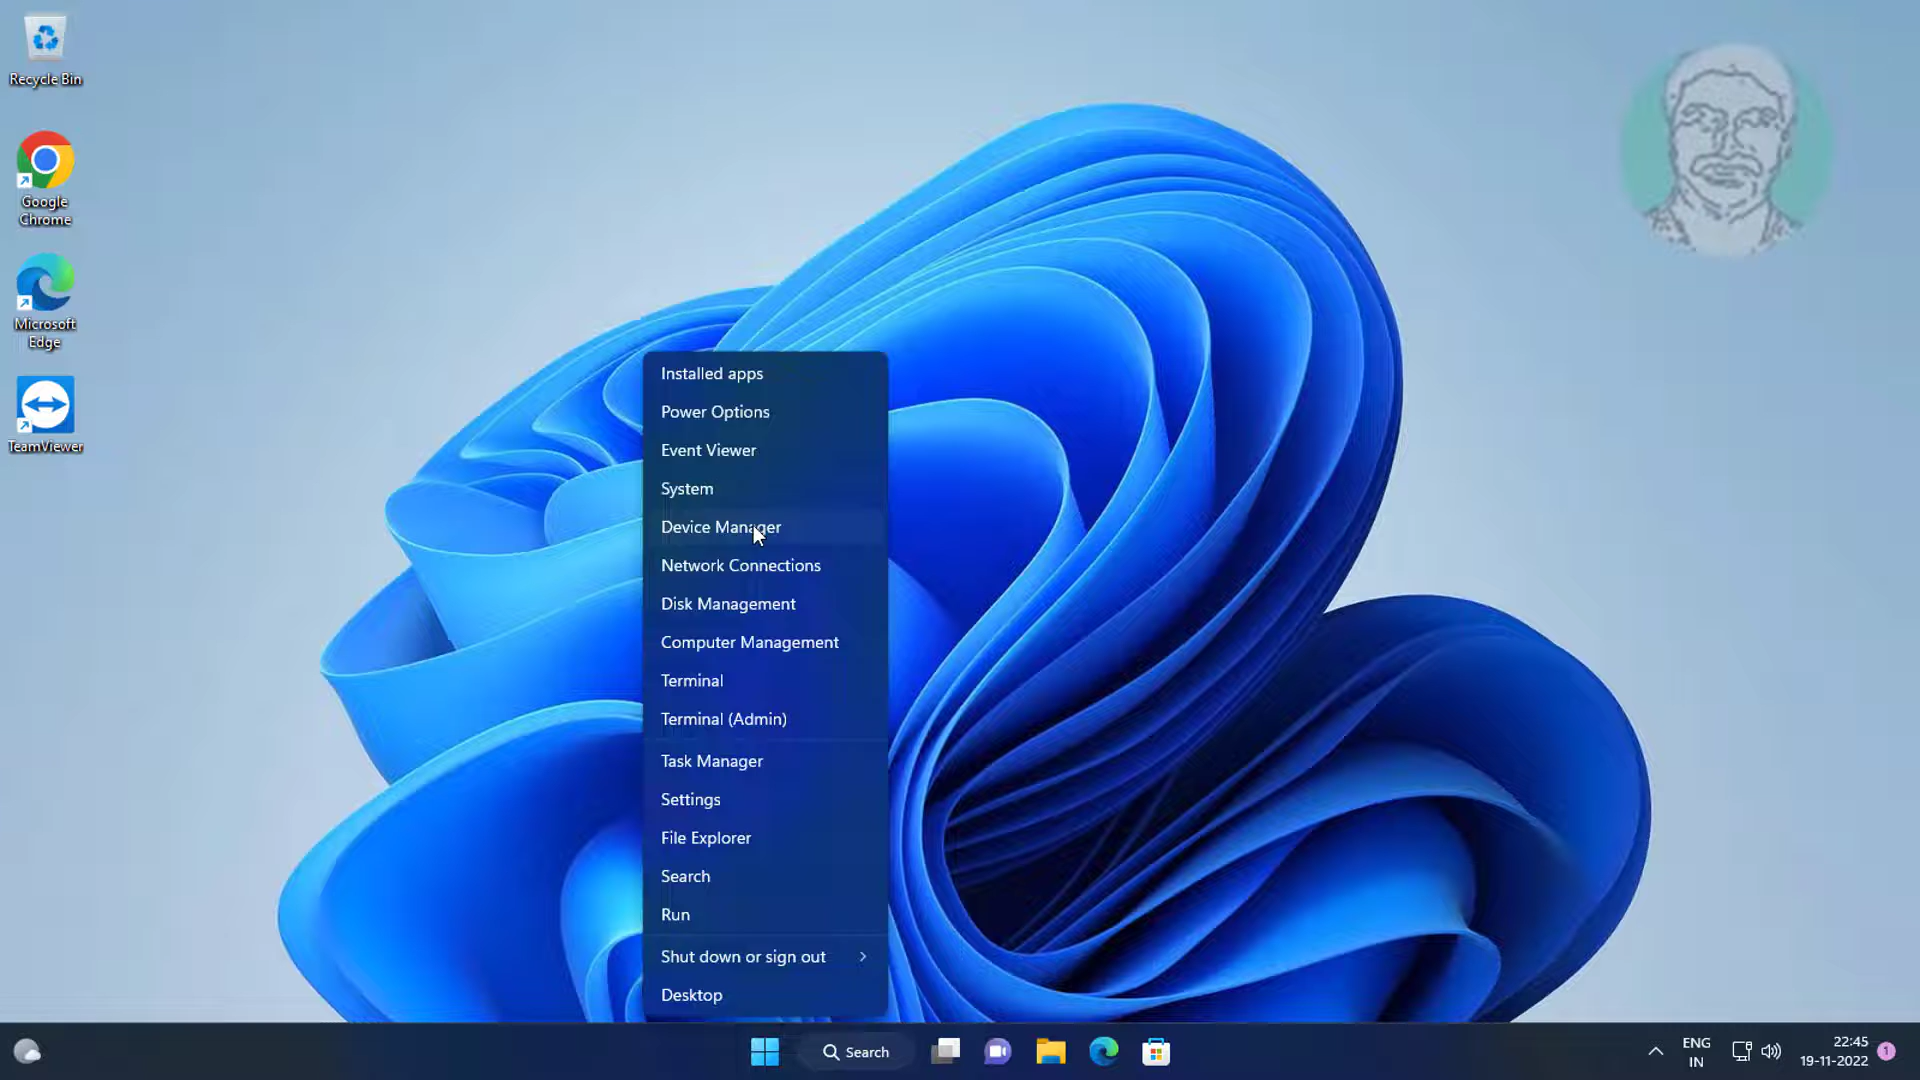 Recycle Bin
Google
Chrome
Microsoft
Edge
TeamViewer
Installed apps
Power Options
Event Viewer
System
Device Manager
Network Connections
Disk Management
Computer Management
Terminal
Terminal (Admin)
Task Manager
Settings
File Explorer
Search
Run
Shut down or sign out
Desktop
Search
ENG
IN
22:45
19-11-2022
1